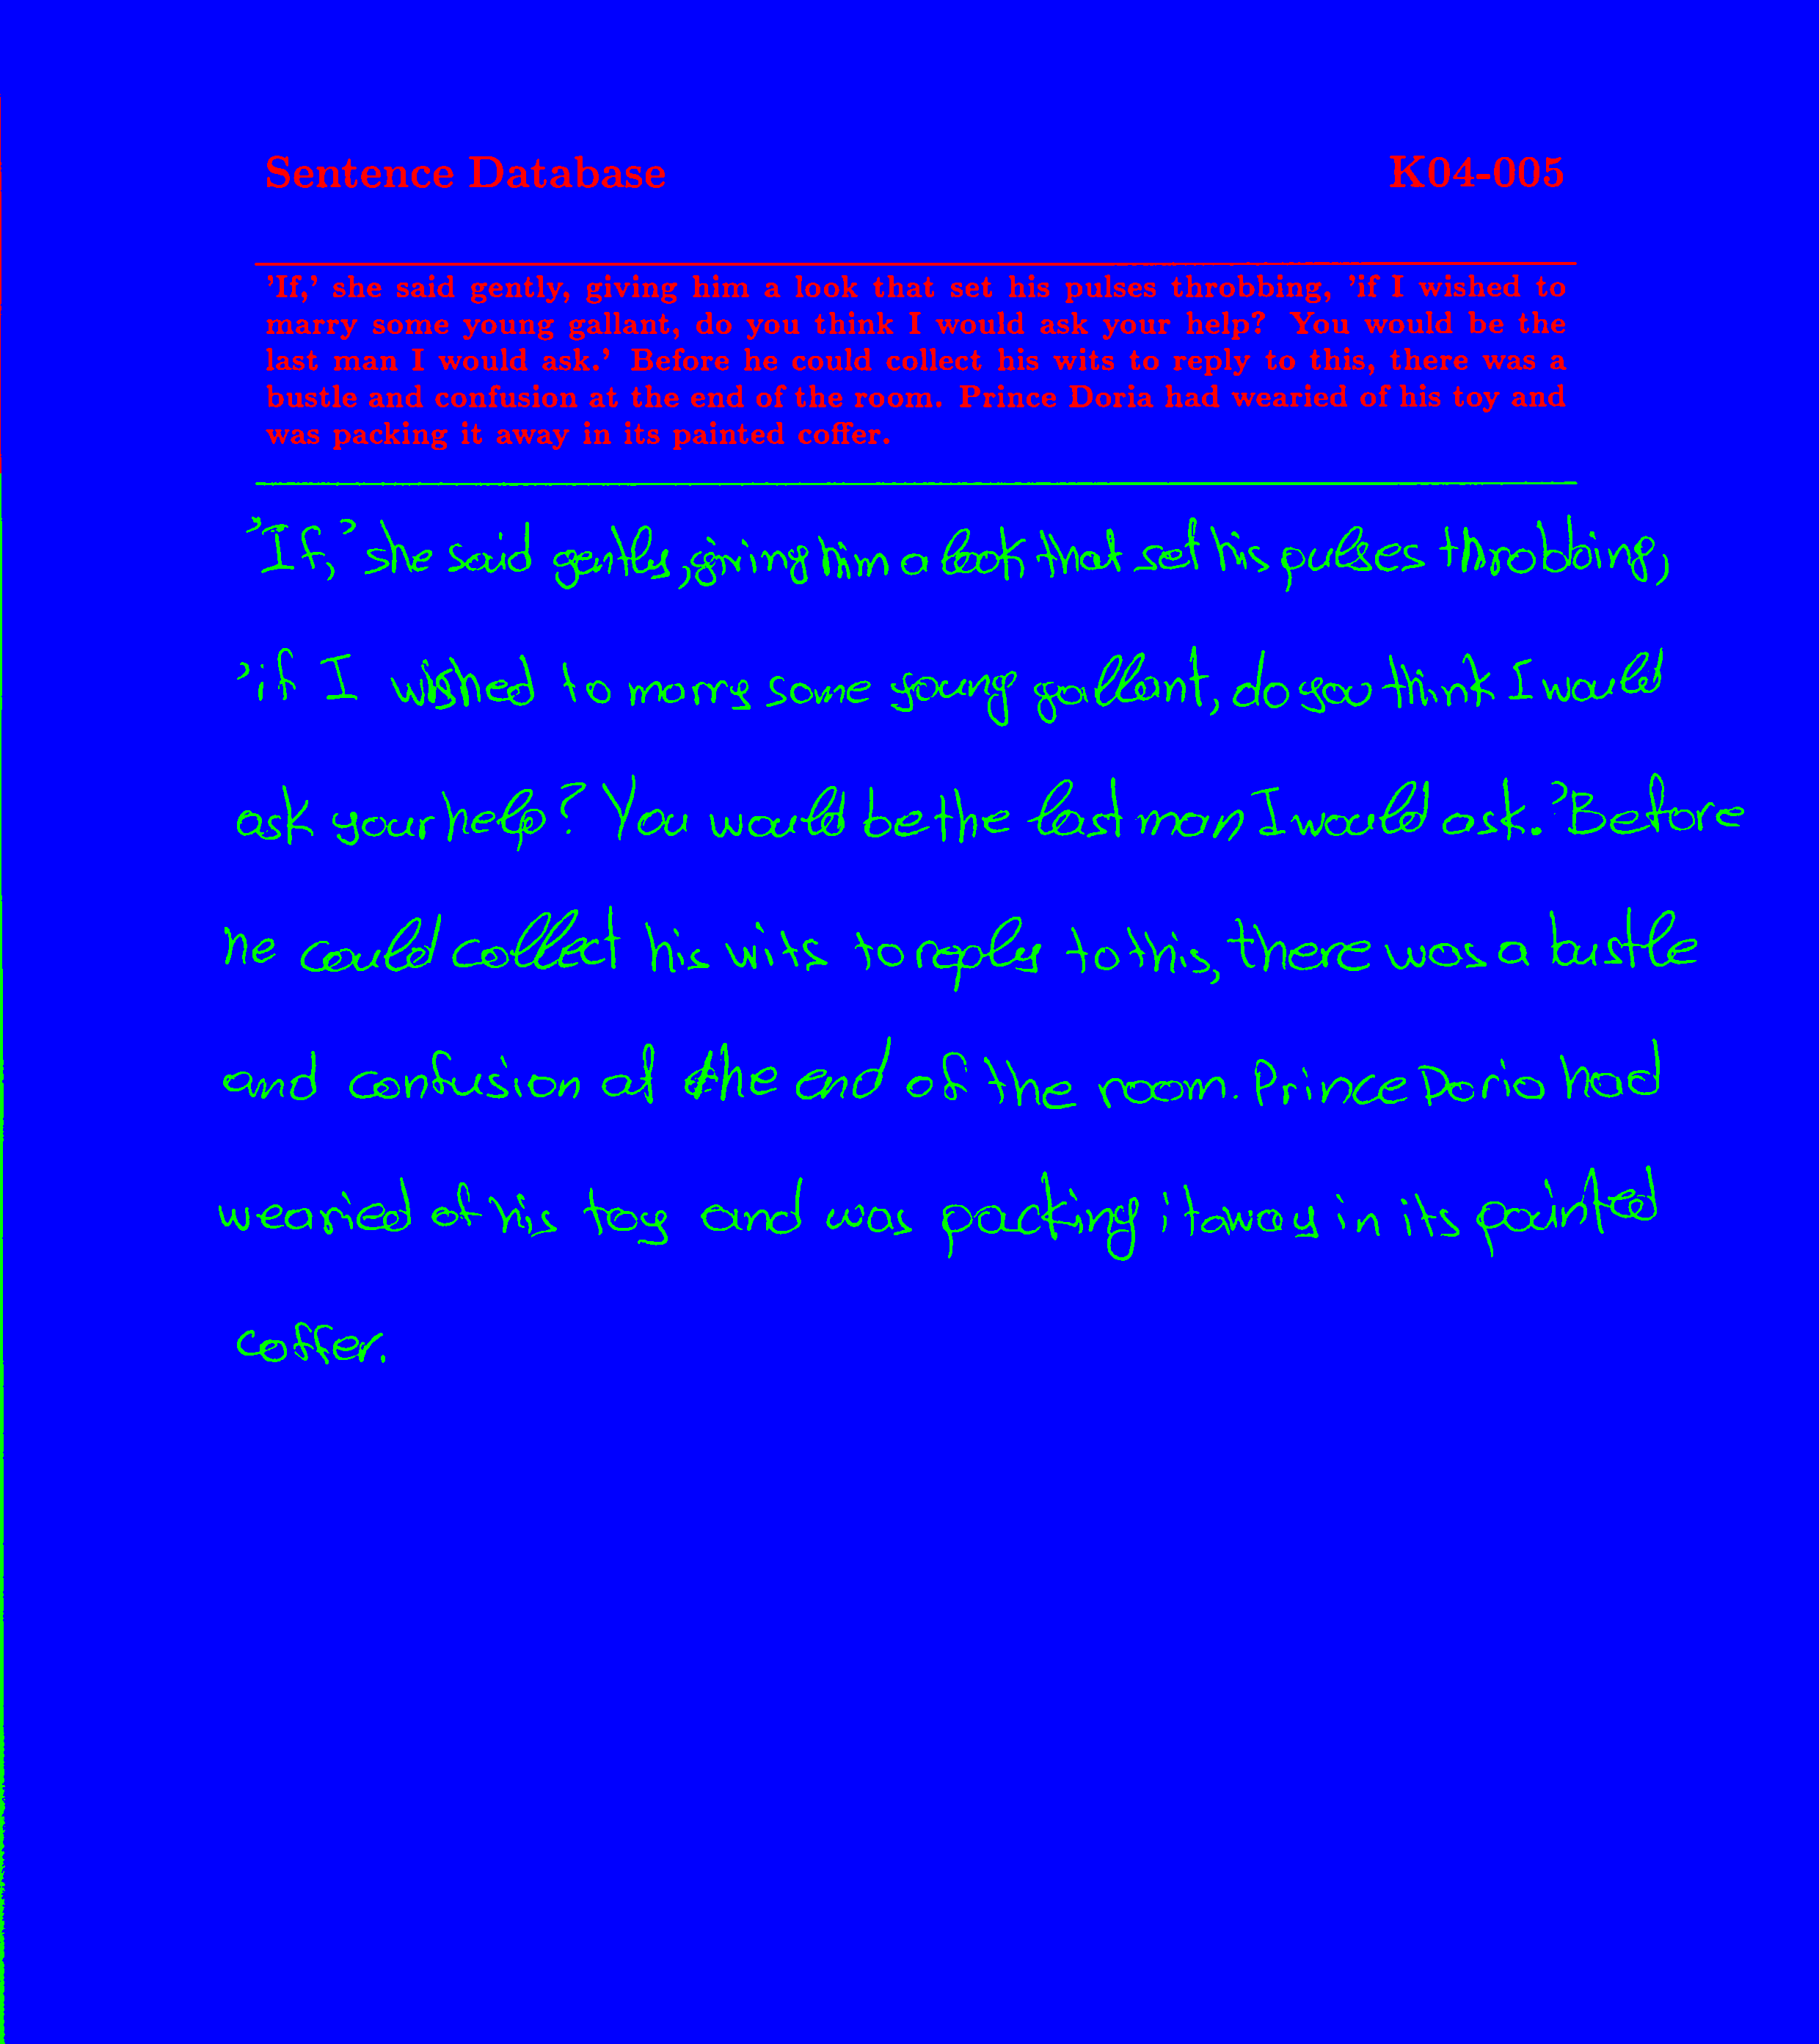 Sentence Database K04-005
'If,' she said gently, giving him a look that set his pulses throbbing, 'if I wished to
marry some young gallant, do you think I would ask your help? You would be the
last man I would ask.' Before he could collect his wits to reply to this, there was a
bustle and confusion at the end of the room. Prince Doria had wearied of his toy and
was packing it away in its painted coffer.
'If,' she said gently, giving him a look that set his pulses throbbing,
'if I wished to marry some young gallant, do you think I would
ask your help? You would be the last man I would ask.' Before
he could collect his wits to reply to this, there was a bustle
and confusion at the end of the room. Prince Doria had
wearied of his toy and was packing it away in its painted
coffer.